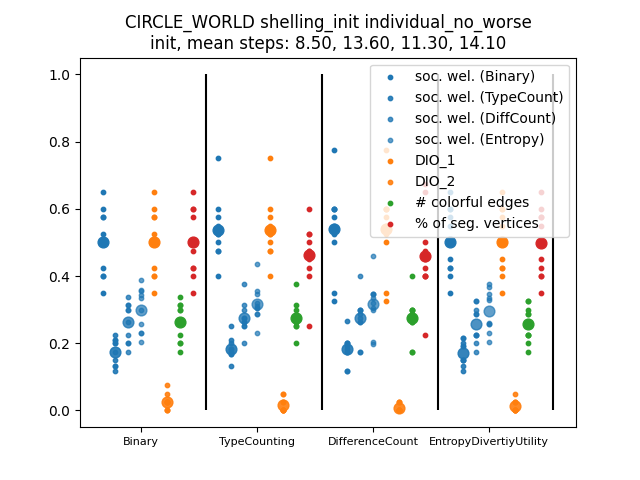 CIRCLE_WORLD shelling_init individual_no_worse
init, mean steps: 8.50, 13.60, 11.30, 14.10
1.0
0.8
0.6
0.4
0.2
0.0
soc. wel. (Binary)
soc. wel. (TypeCount)
soc. wel. (DiffCount)
soc. wel. (Entropy)
DIO_1
DIO_2
# colorful edges
% of seg. vertices
Binary
TypeCounting
DifferenceCount
EntropyDivertiyUtility